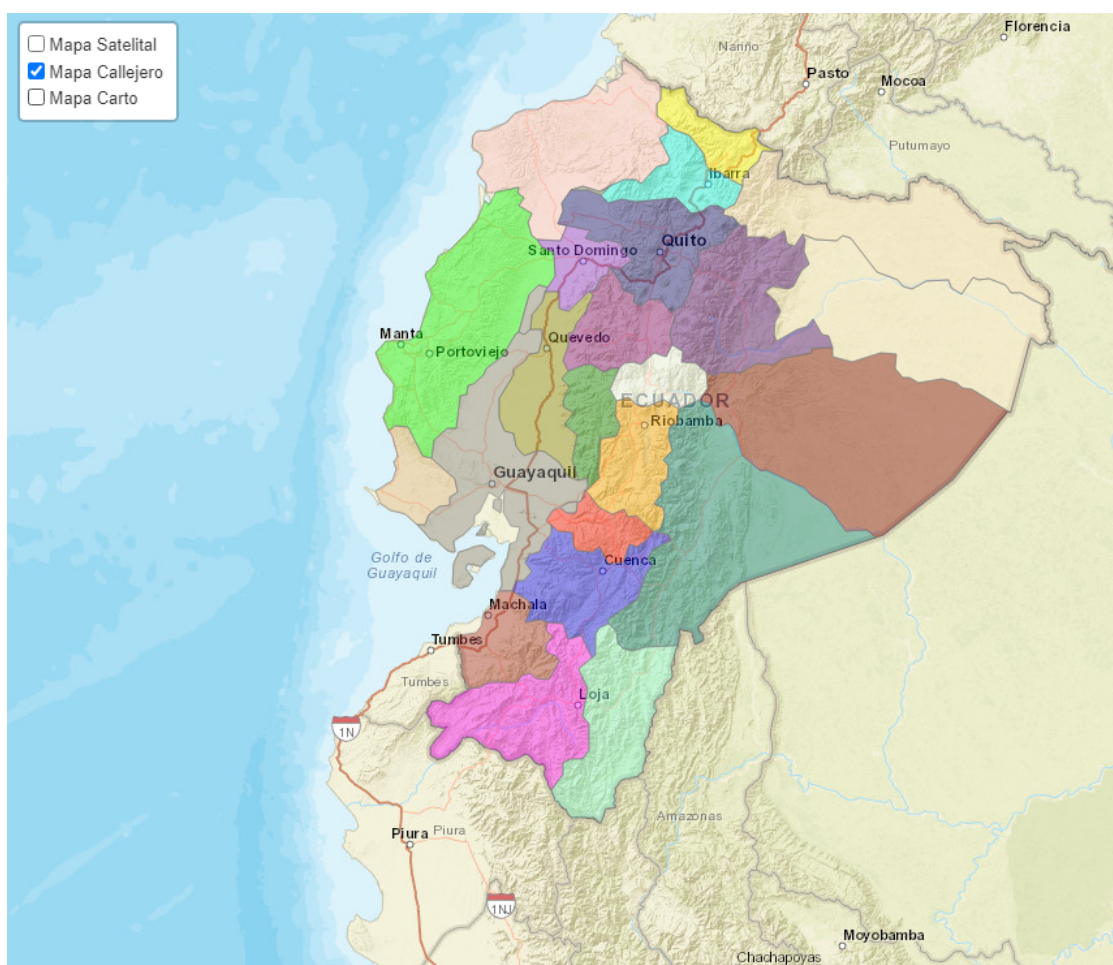 Mapa Satelital
Mapa Callejero
Mapa Carto
Florencia
Nariño
Pasto
Mocoa
Putumayo
Ibarra
Quito
Santo Domingo
Manta
Portoviejo
Quevedo
ECUADOR
Riobamba
Guayaquil
Golfo de
Guayaquil
Cuenca
Machala
Tumbes
Tumbes
Loja
1N
Amazonas
Piura
Piura
1NJ
Moyobamba
Chachapoyas